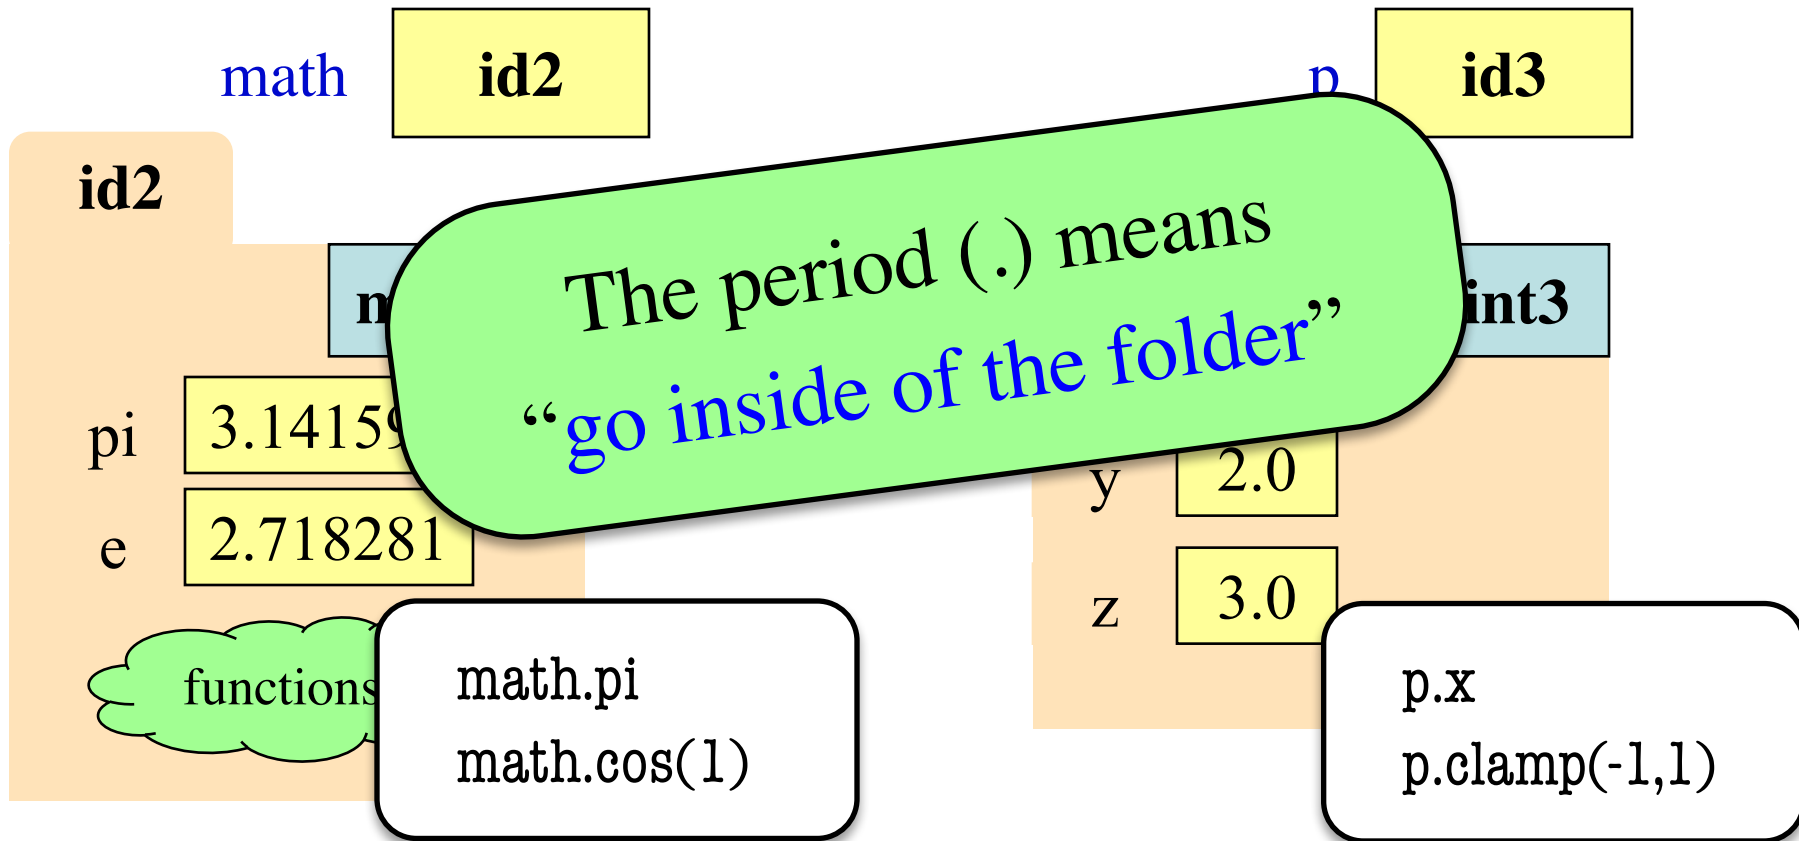 math id2
p id3
id2
The period (.) means
“go inside of the folder”
int3
pi 3.14159
e 2.718281
y 2.0
z 3.0
functions
math.pi
math.cos(1)
p.x
p.clamp(-1,1)